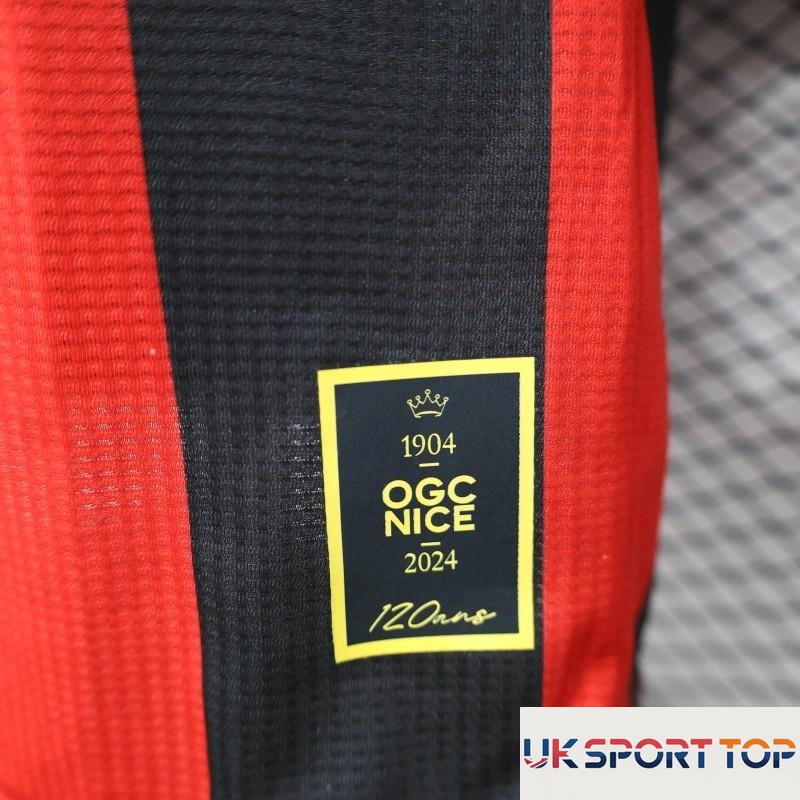 1904
OGC
NICE
2024
120ans
UK SPORT TOP